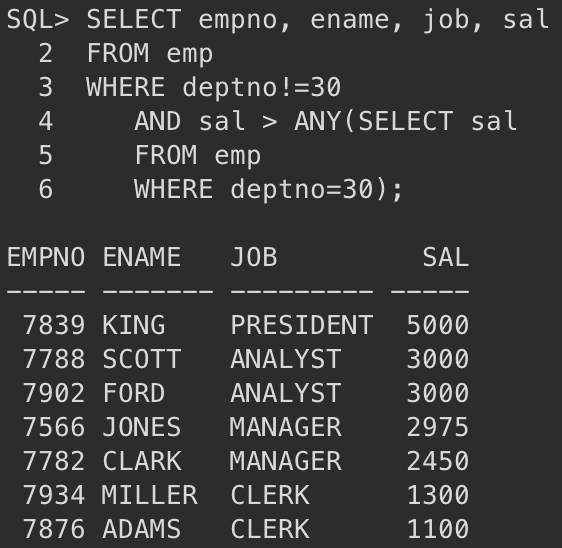 SQL> SELECT empno, ename, job, sal
  2  FROM emp
  3  WHERE deptno!=30
  4     AND sal > ANY(SELECT sal
  5     FROM emp
  6     WHERE deptno=30);

EMPNO ENAME   JOB         SAL
----- ------- --------- -----
 7839 KING    PRESIDENT  5000
 7788 SCOTT   ANALYST    3000
 7902 FORD    ANALYST    3000
 7566 JONES   MANAGER    2975
 7782 CLARK   MANAGER    2450
 7934 MILLER  CLERK      1300
 7876 ADAMS   CLERK      1100